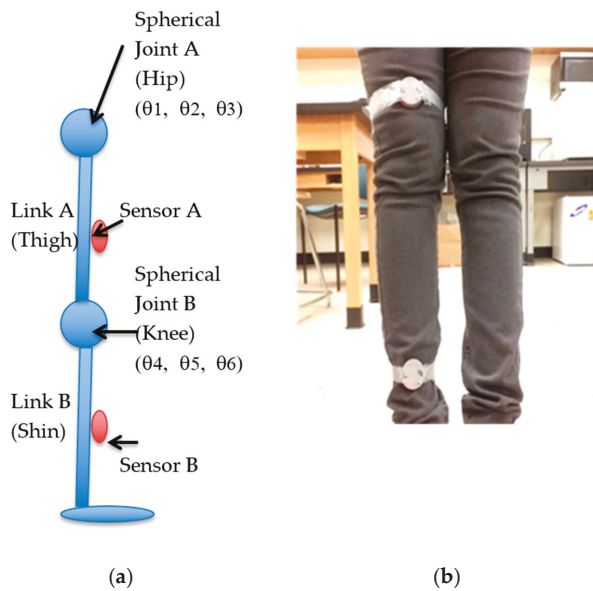 Spherical
Joint A
(Hip)
(θ1, θ2, θ3)
Link A
(Thigh)
Sensor A
Spherical
Joint B
(Knee)
(θ4, θ5, θ6)
Link B
(Shin)
Sensor B
(a)
(b)